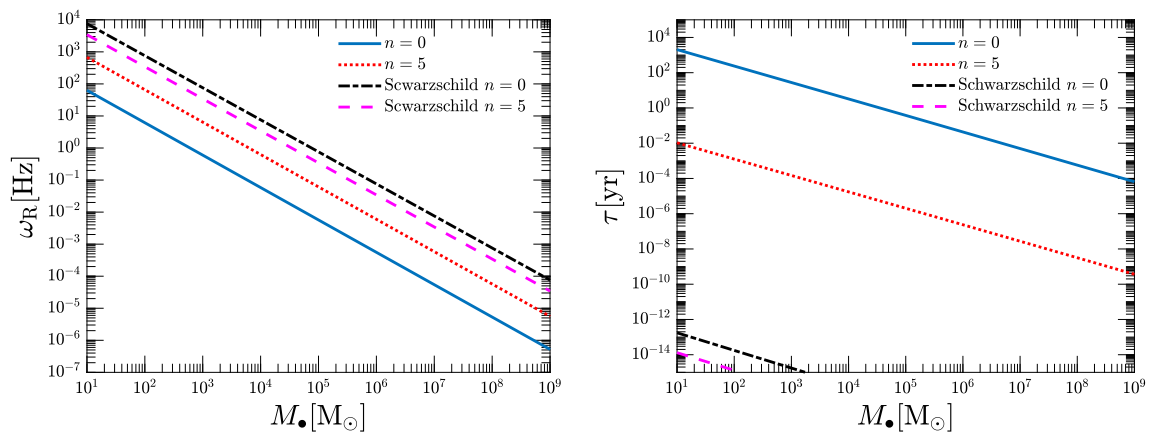 10^4
10^3
10^2
10^1
10^0
10^-1
10^-2
10^-3
10^-4
10^-5
10^-6
10^-7
ω_R[Hz]
n = 0
n = 5
Scwarzschild n = 0
Scwarzschild n = 5
10^1 10^2 10^3 10^4 10^5 10^6 10^7 10^8 10^9
M_•[M_⊙]
10^4
10^2
10^0
10^-2
10^-4
10^-6
10^-8
10^-10
10^-12
10^-14
τ[yr]
n = 0
n = 5
Schwarzschild n = 0
Schwarzschild n = 5
10^1 10^2 10^3 10^4 10^5 10^6 10^7 10^8 10^9
M_•[M_⊙]